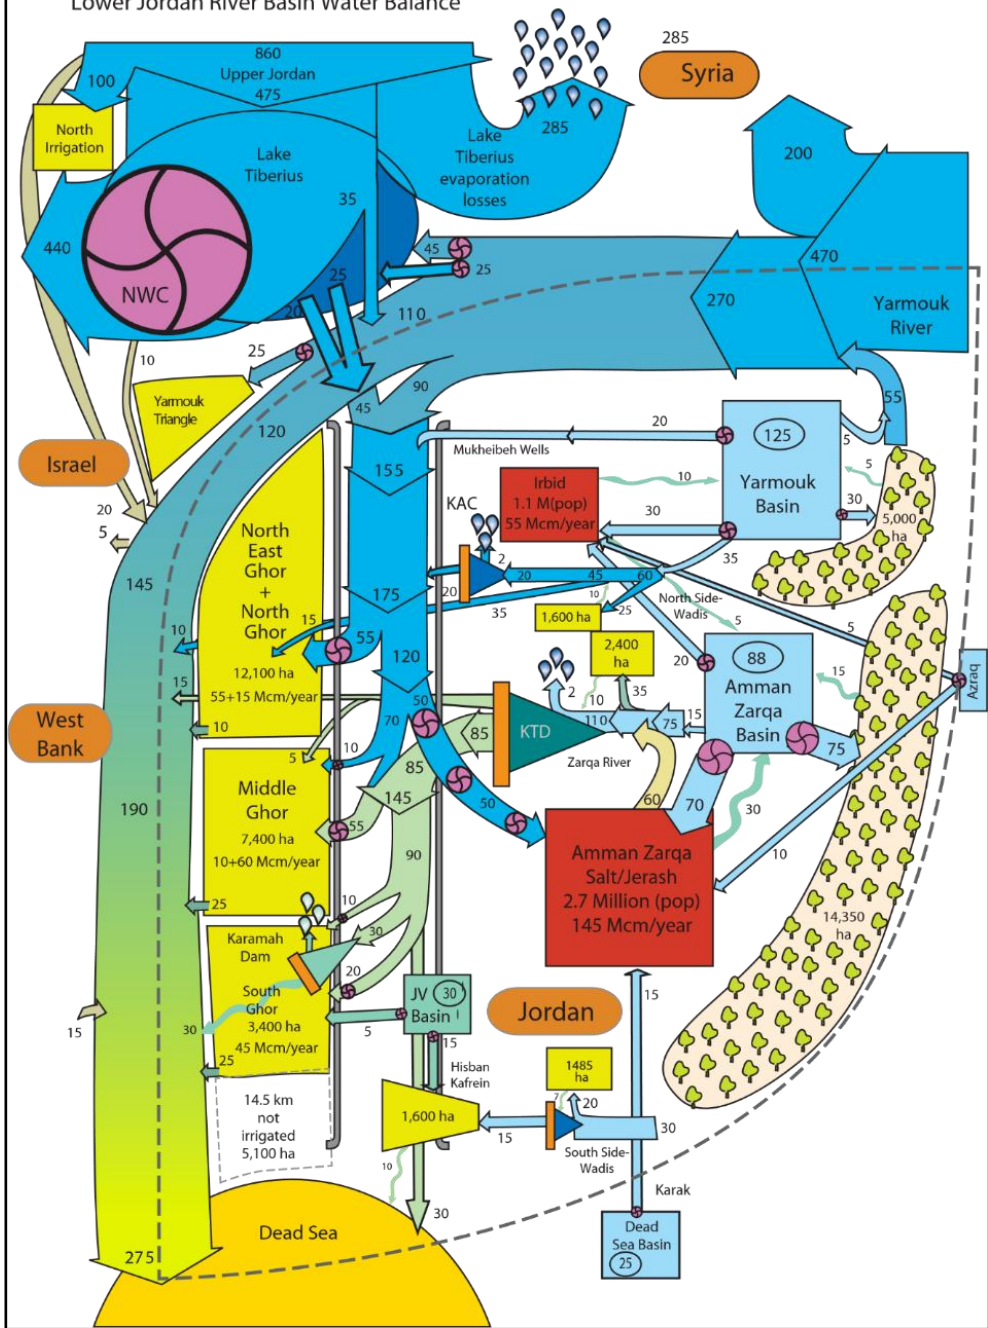 Lower Jordan River Basin Water Balance
860
Upper Jordan
475
100
North
Irrigation
Lake
Tiberius
35
440
NWC
25
20
Lake
Tiberius
evaporation
losses
285
285
Syria
200
470
270
Yarmouk
River
45
25
110
10
25
Yarmouk
Triangle
90
45
120
55
Israel
20
5
145
155
Mukheibeh Wells
20
125
Yarmouk
Basin
5
5
30
5,000
ha
Irbid
1.1 M(pop)
55 Mcm/year
10
30
35
KAC
2
20
20
45
60
35
10
25
North Side-
Wadis
5
5
1,600 ha
2,400
ha
20
88
Amman
Zarqa
Basin
15
75
Azraq
North
East
Ghor
+
North
Ghor
12,100 ha
55+15 Mcm/year
15
10
15
10
175
55
120
50
70
10
5
West
Bank
190
85
KTD
2
10
35
110
75
15
Zarqa River
60
70
30
10
85
145
50
55
90
Middle
Ghor
7,400 ha
10+60 Mcm/year
25
Amman Zarqa
Salt/Jerash
2.7 Million (pop)
145 Mcm/year
14,350
ha
10
30
20
Karamah
Dam
South
Ghor
3,400 ha
45 Mcm/year
30
25
15
JV
30
Basin
5
15
Jordan
15
Hisban
Kafrein
14.5 km
not
irrigated
5,100 ha
1,600 ha
15
1485
ha
7
20
30
South Side-
Wadis
10
30
Karak
Dead
Sea Basin
25
Dead Sea
275